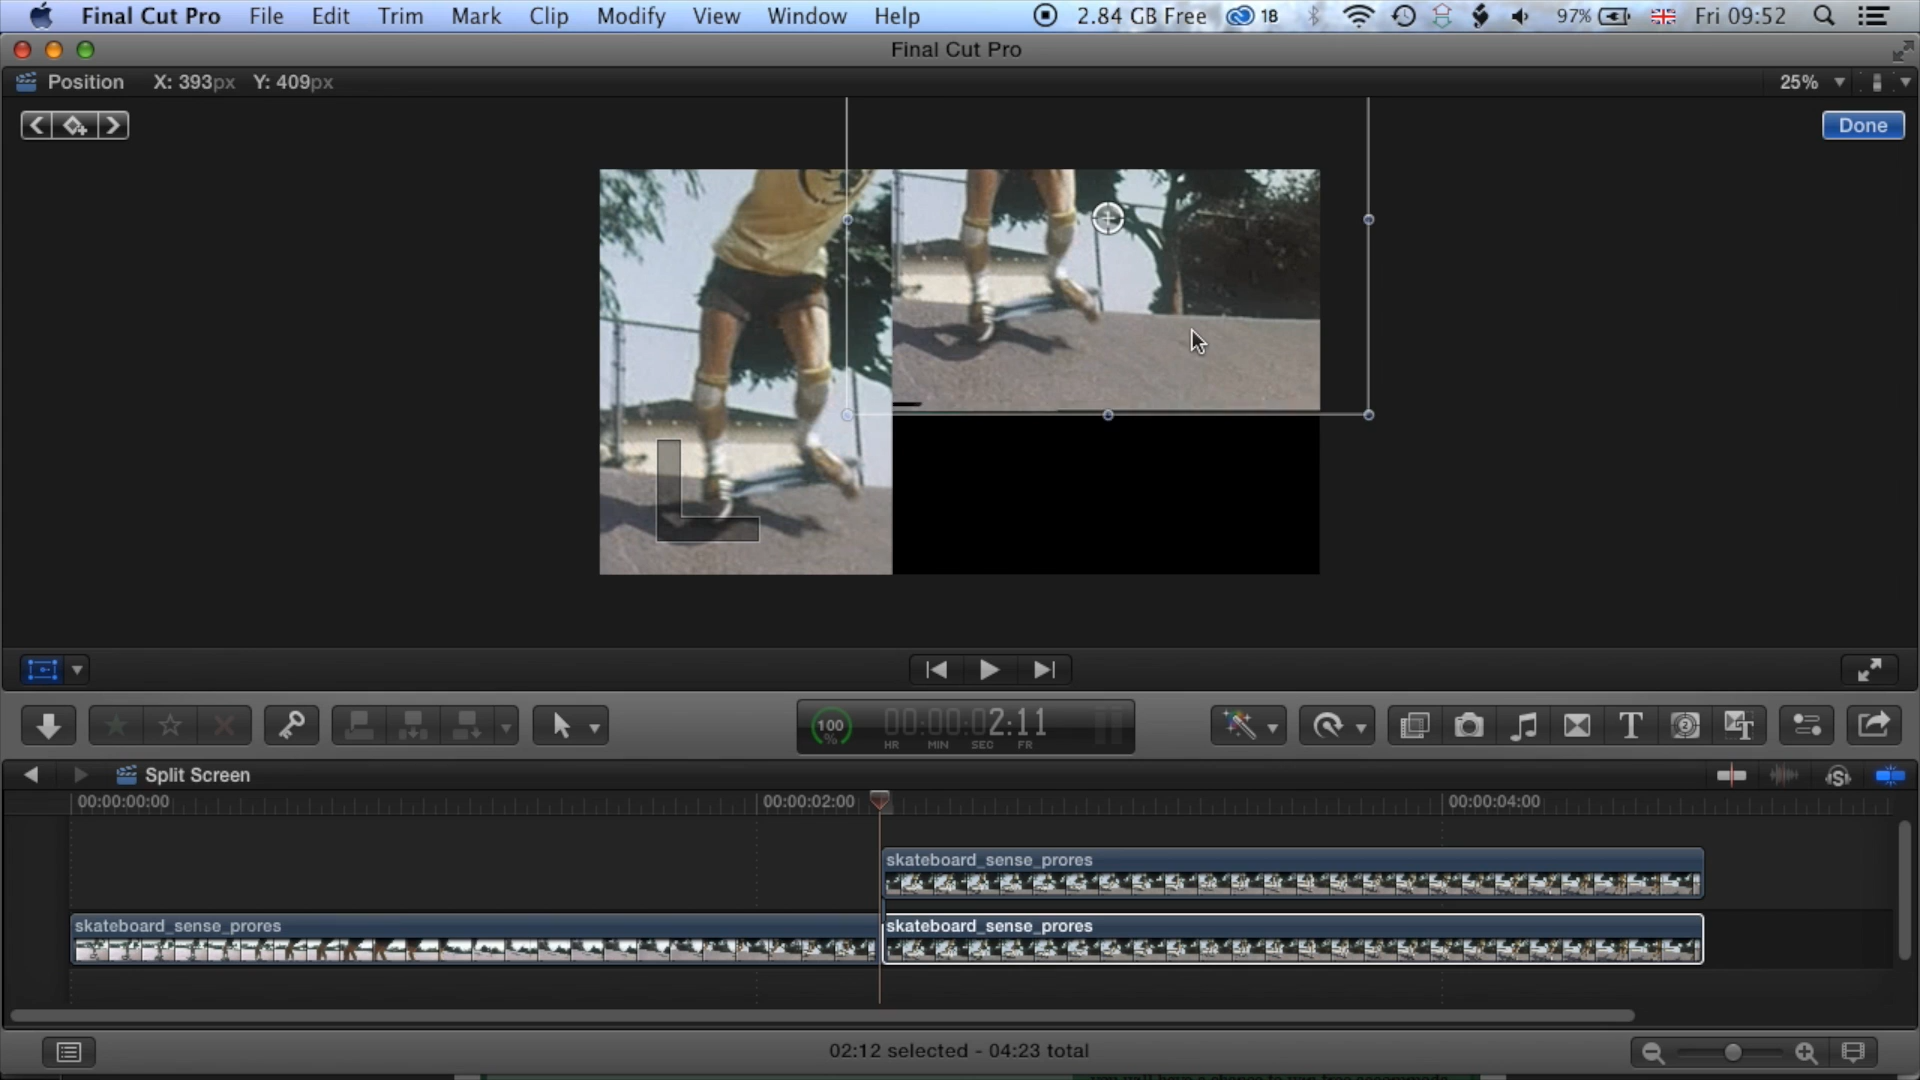 Final Cut Pro File Edit Trim Mark Clip Modify View Window Help 2.84 GB Free 18 97% Fri 09:52
Final Cut Pro
Position X: 393px Y: 409px 25%
Done
L
100 % 00:00:02:11
HR MIN SEC FR
Split Screen
00:00:00:00 00:00:02:00 00:00:04:00
skateboard_sense_prores
skateboard_sense_prores skateboard_sense_prores
02:12 selected - 04:23 total